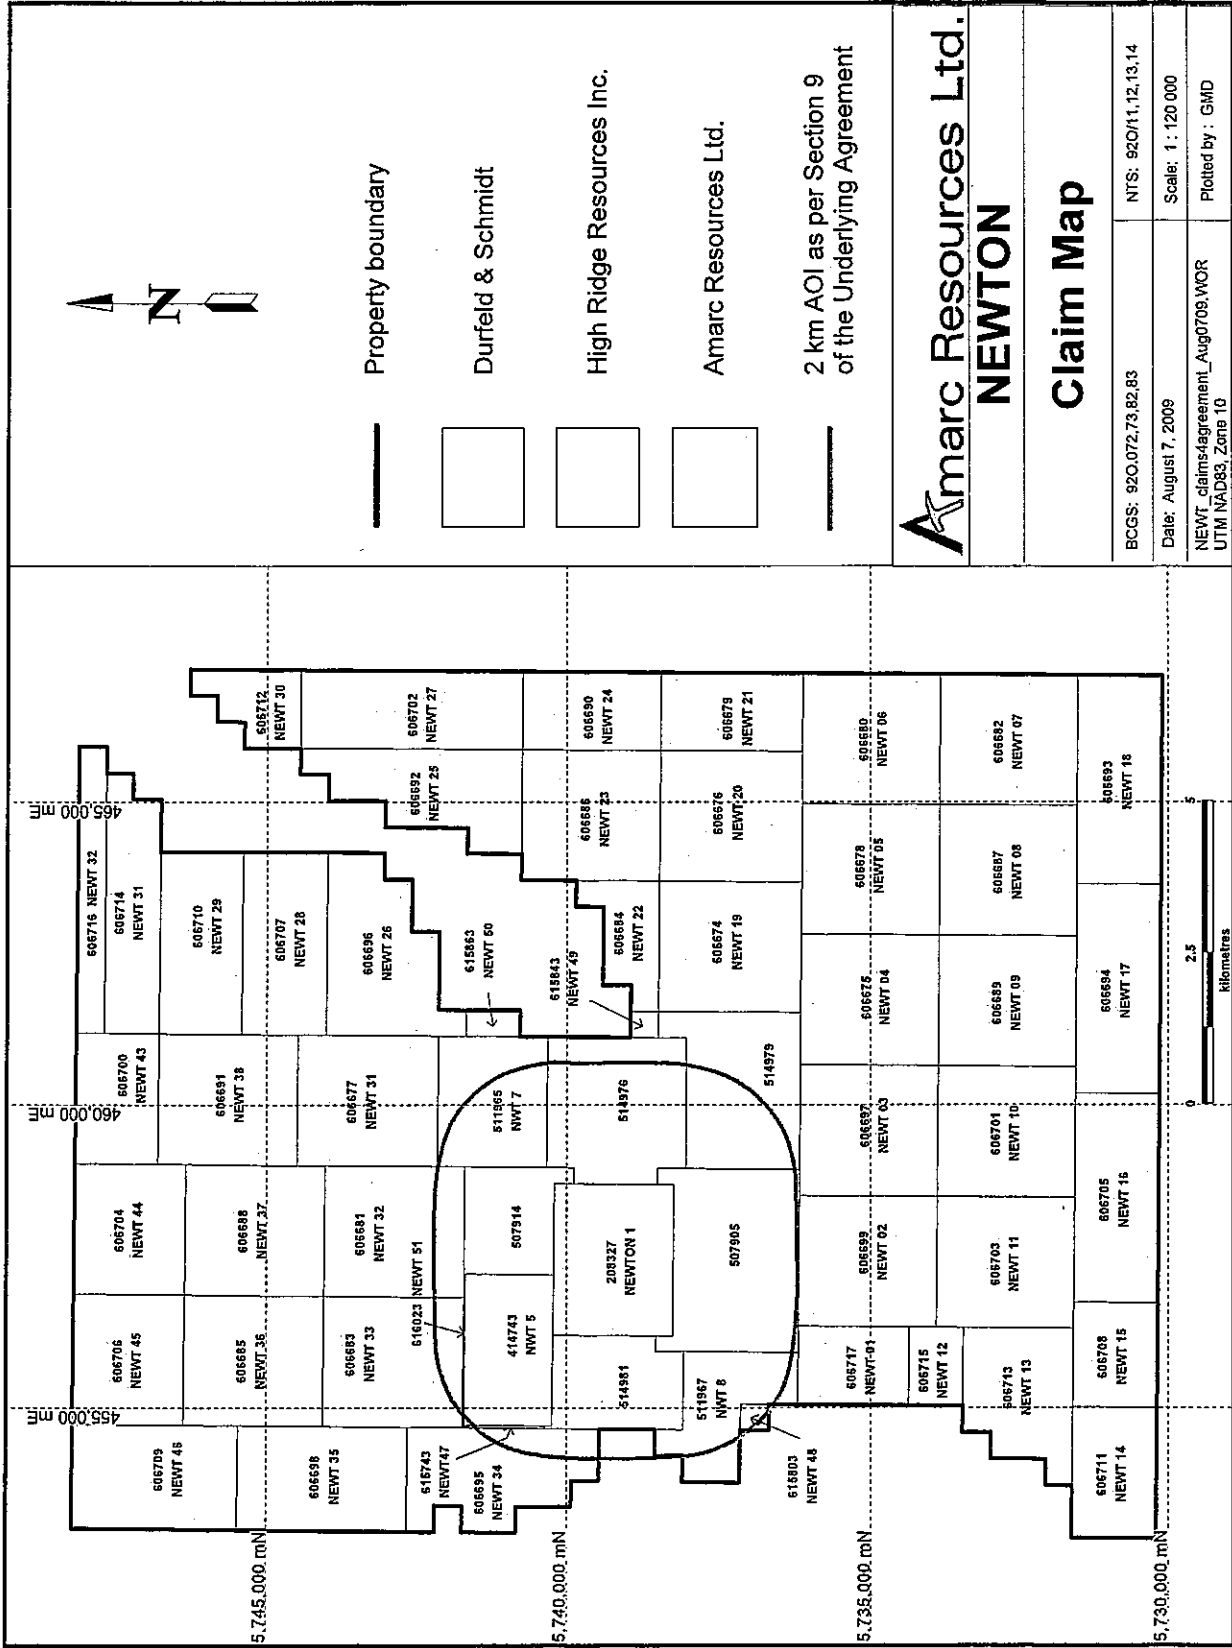 465,000 mE
460,000 mE
455,000 mE
5,745,000 mN
5,740,000 mN
5,735,000 mN
5,730,000 mN
606709
NEWT 46
606706
NEWT 45
606704
NEWT 44
606700
NEWT 43
606716 NEWT 32
606714
NEWT 31
606710
NEWT 29
606698
NEWT 35
606685
NEWT 36
606688
NEWT 37
606691
NEWT 38
606707
NEWT 28
606712
NEWT 30
606683
NEWT 33
606681
NEWT 32
606677
NEWT 31
606696
NEWT 26
606692
NEWT 25
606702
NEWT 27
NEWT47
606695
NEWT 34
616023
NEWT 51
414743
NWT 5
507914
511965
NWT 7
615863
NEWT 50
615843
NEWT 49
606686
NEWT 23
606690
NEWT 24
514981
208327
NEWTON 1
514976
606684
NEWT 22
511967
NWT 8
507905
514979
606674
NEWT 19
606676
NEWT 20
606679
NEWT 21
615803
NEWT 48
606717
NEWT-01
606699
NEWT 02
606697
NEWT 03
606675
NEWT 04
606678
NEWT 05
606680
NEWT 06
606715
NEWT 12
606713
NEWT 13
606703
NEWT 11
606701
NEWT 10
606689
NEWT 09
606687
NEWT 08
606682
NEWT 07
606711
NEWT 14
606708
NEWT 15
606705
NEWT 16
606694
NEWT 17
606693
NEWT 18
0
2.5
5
kilometres
N
Property boundary
Durfeld & Schmidt
High Ridge Resources Inc.
Amarc Resources Ltd.
2 km AOI as per Section 9
of the Underlying Agreement
Amarc Resources Ltd.
NEWTON
Claim Map
BCGS: 92O.072,73,82,83
NTS: 92O/11,12,13,14
Date: August 7, 2009
Scale: 1 : 120 000
NEWT_claims4agreement_Aug0709.WOR
UTM NAD83, Zone 10
Plotted by : GMD